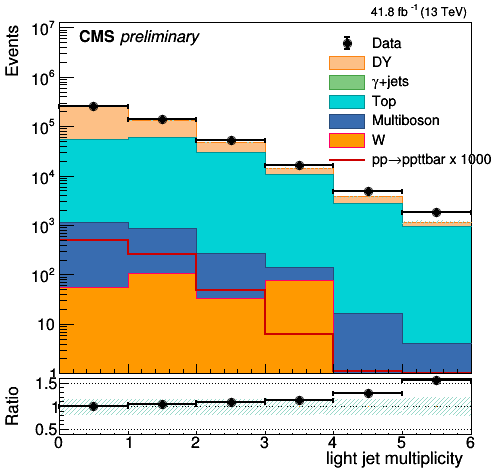 41.8 fb⁻¹ (13 TeV)
CMS preliminary
Events
10⁷
10⁶
10⁵
10⁴
10³
10²
10
1
Data
DY
γ+jets
Top
Multiboson
W
pp→ppttbar x 1000
Ratio
1.5
1
0.5
0 1 2 3 4 5 6
light jet multiplicity